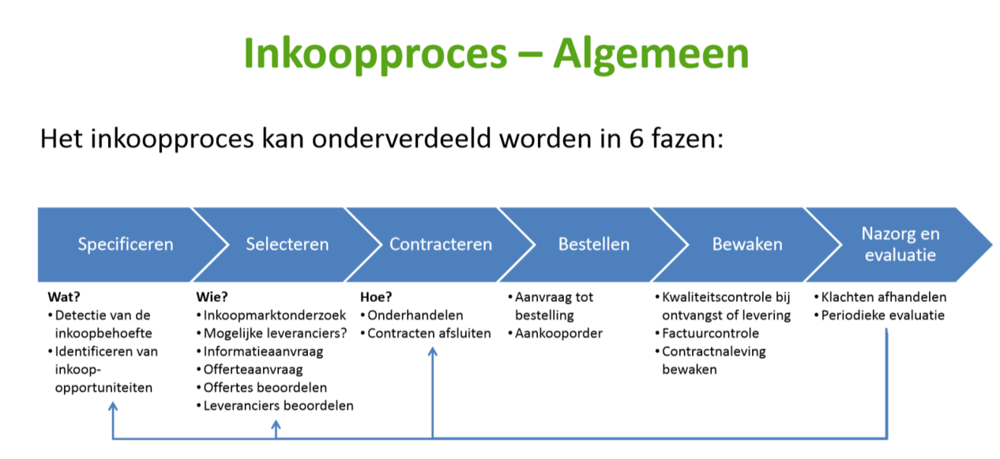 Inkoopproces – Algemeen
Het inkoopproces kan onderverdeeld worden in 6 fazen:
Specificeren
Selecteren
Contracteren
Bestellen
Bewaken
Nazorg en
evaluatie
Wat?
• Detectie van de
inkoopbehoefte
• Identificeren van
inkoop-
opportuniteiten
Wie?
• Inkoopmarktonderzoek
• Mogelijke leveranciers?
• Informatieaanvraag
• Offerteaanvraag
• Offertes beoordelen
• Leveranciers beoordelen
Hoe?
• Onderhandelen
• Contracten afsluiten
• Aanvraag tot
bestelling
• Aankooporder
• Kwaliteitscontrole bij
ontvangst of levering
• Factuurcontrole
• Contractnaleving
bewaken
• Klachten afhandelen
• Periodieke evaluatie